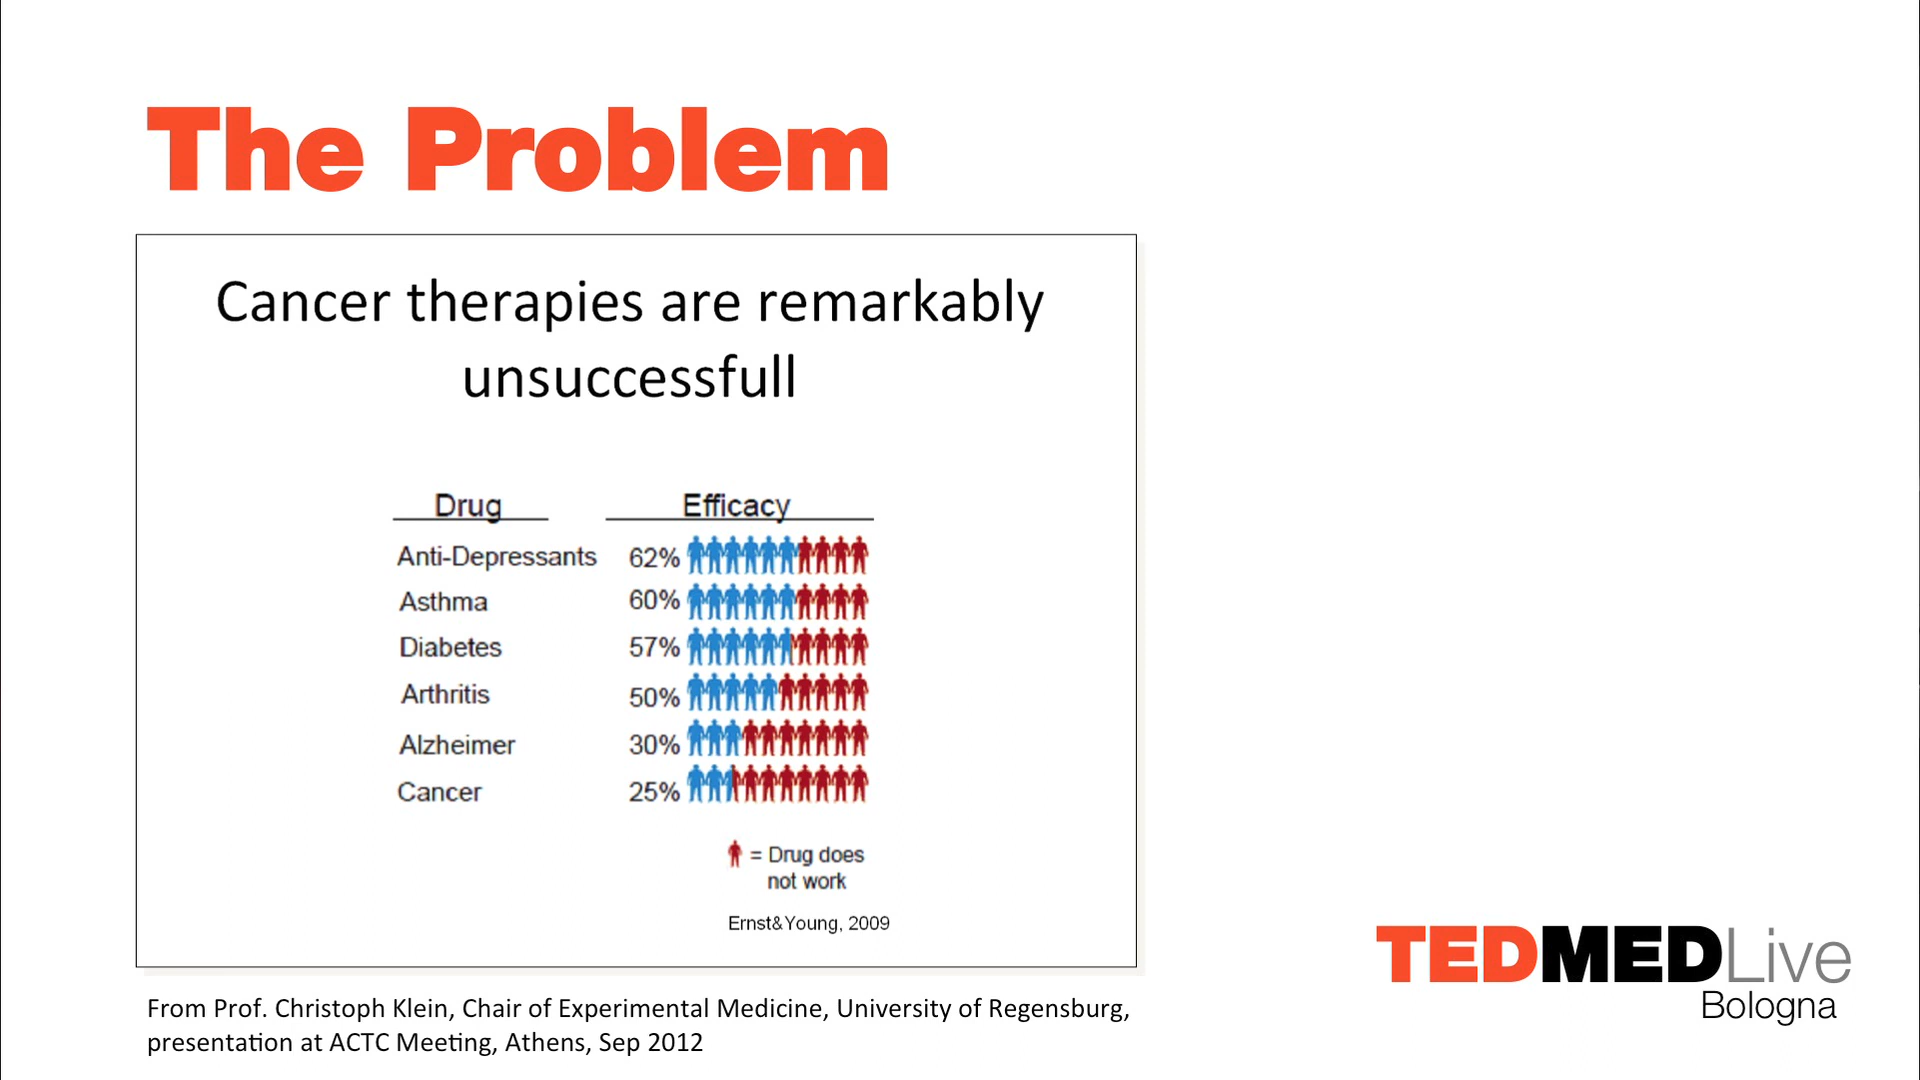 The Problem
Cancer therapies are remarkably
unsuccessfull
Drug Efficacy
Anti-Depressants 62%
Asthma 60%
Diabetes 57%
Arthritis 50%
Alzheimer 30%
Cancer 25%
= Drug does
not work
Ernst&Young, 2009
From Prof. Christoph Klein, Chair of Experimental Medicine, University of Regensburg,
presentation at ACTC Meeting, Athens, Sep 2012
TEDMEDLive
Bologna